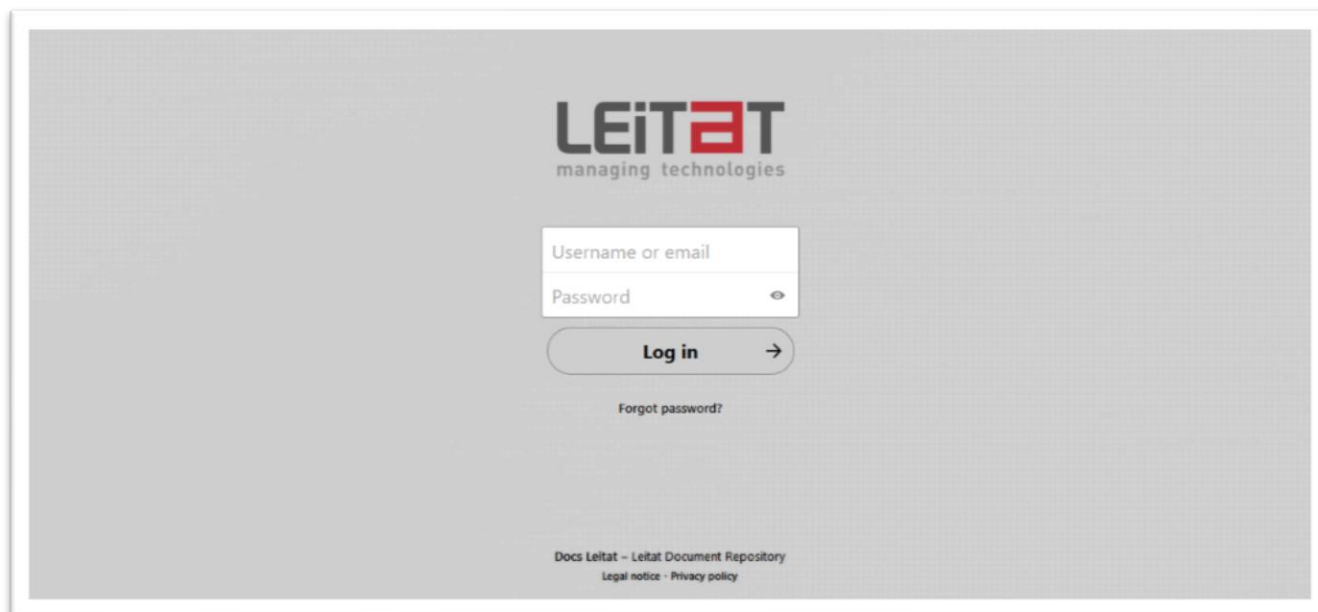 LEiTaT
managing technologies
Username or email
Password
Log in →
Forgot password?
Docs Leitat – Leitat Document Repository
Legal notice · Privacy policy